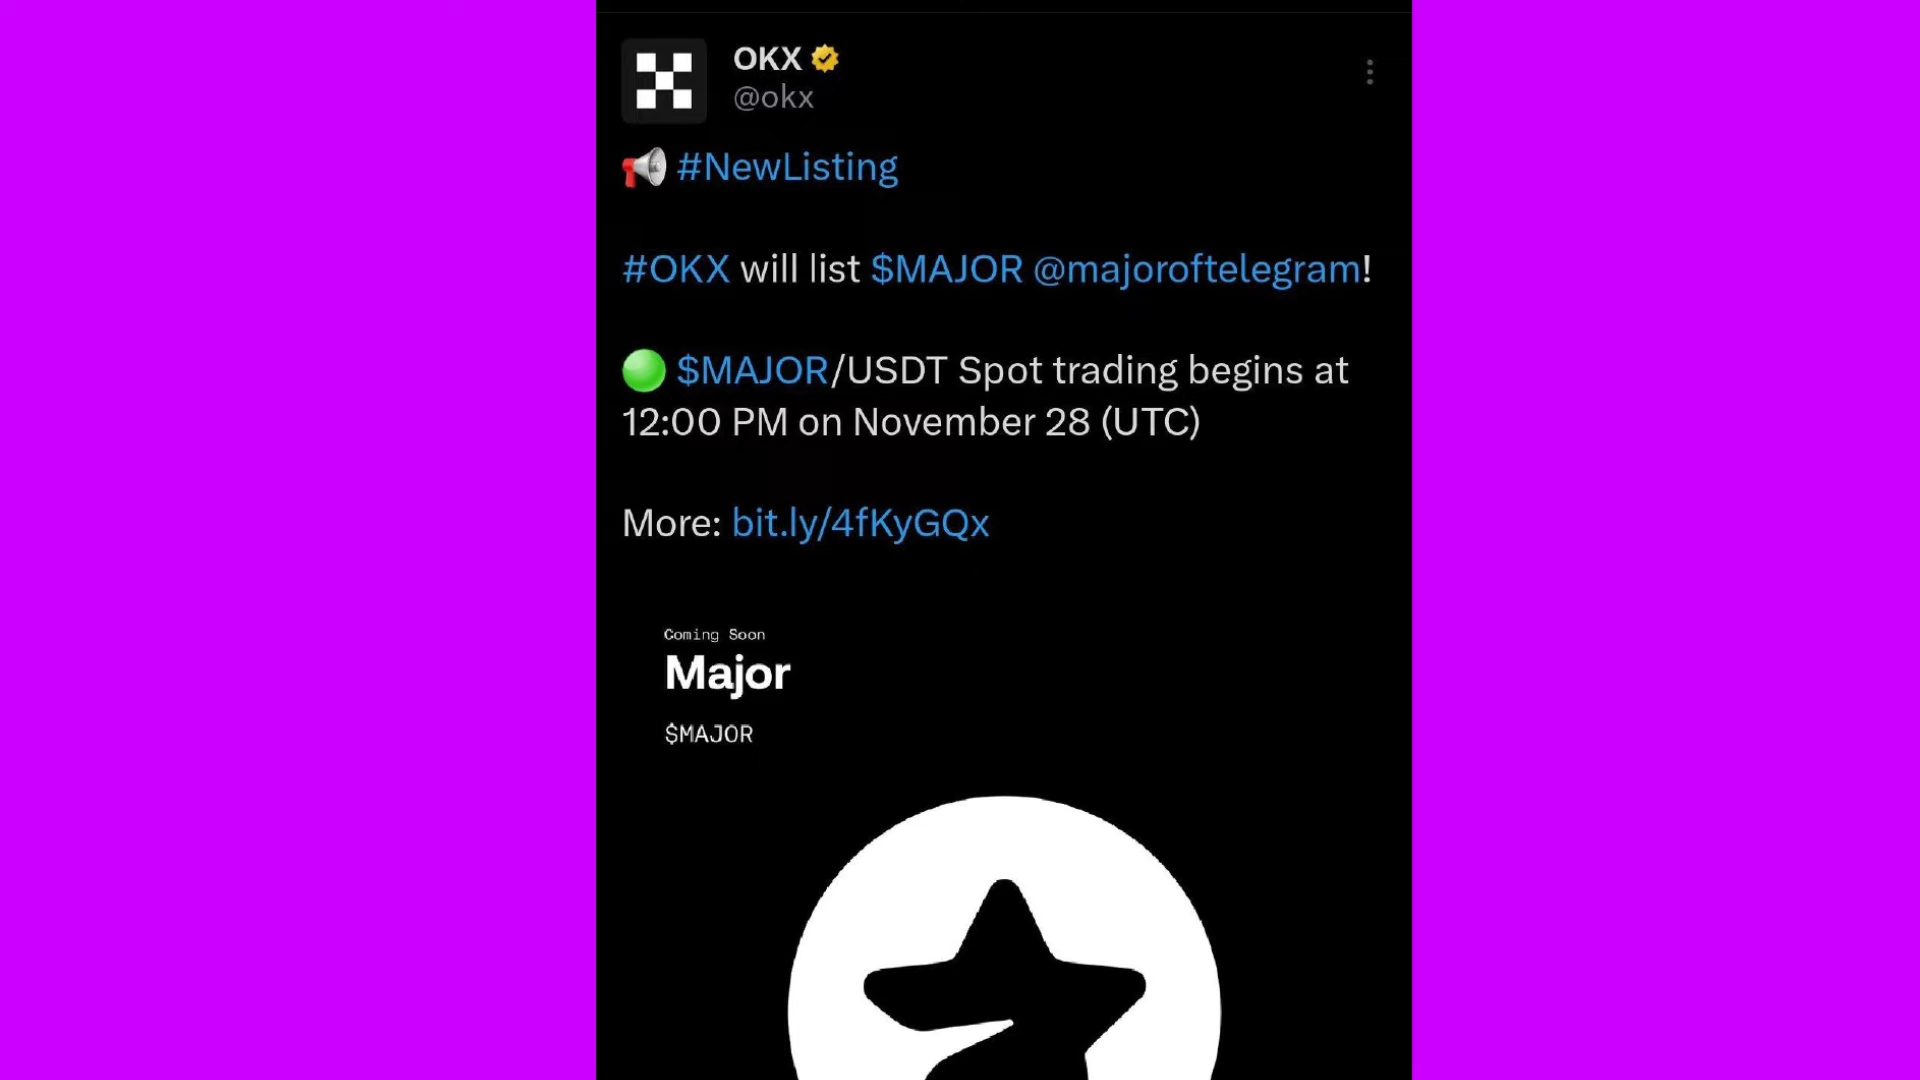 OKX
@okx
#NewListing
#OKX will list $MAJOR @majoroftelegram!
$MAJOR/USDT Spot trading begins at
12:00 PM on November 28 (UTC)
More: bit.ly/4fKyGQx
Coming Soon
Major
$MAJOR